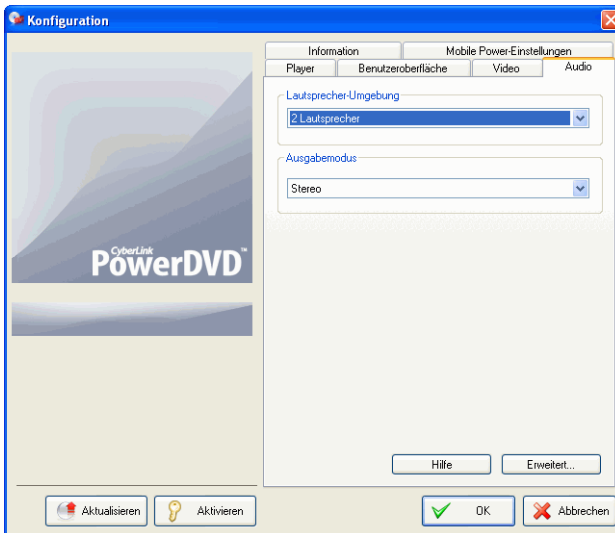 Konfiguration
Information
Mobile Power-Einstellungen
Player
Benutzeroberfläche
Video
Audio
Lautsprecher-Umgebung
2 Lautsprecher
Ausgabemodus
Stereo
CyberLink
PowerDVD™
Hilfe
Erweitert...
Aktualisieren
Aktivieren
OK
Abbrechen